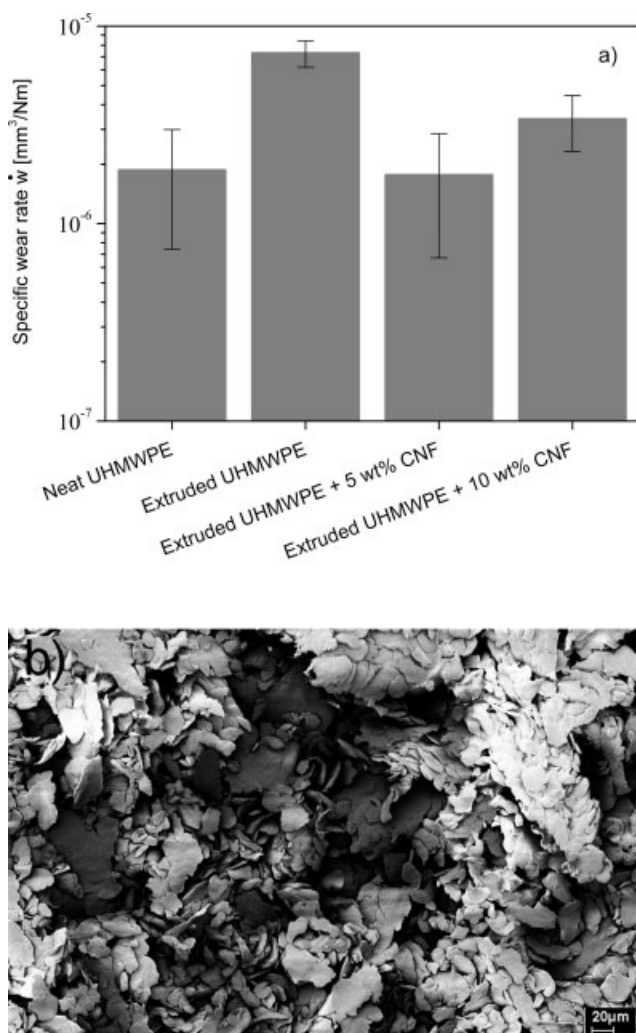 10⁻⁵
a)
Specific wear rate ẇ [mm³/Nm]
10⁻⁶
10⁻⁷
Neat UHMWPE
Extruded UHMWPE
Extruded UHMWPE + 5 wt% CNF
Extruded UHMWPE + 10 wt% CNF
b)
20µm